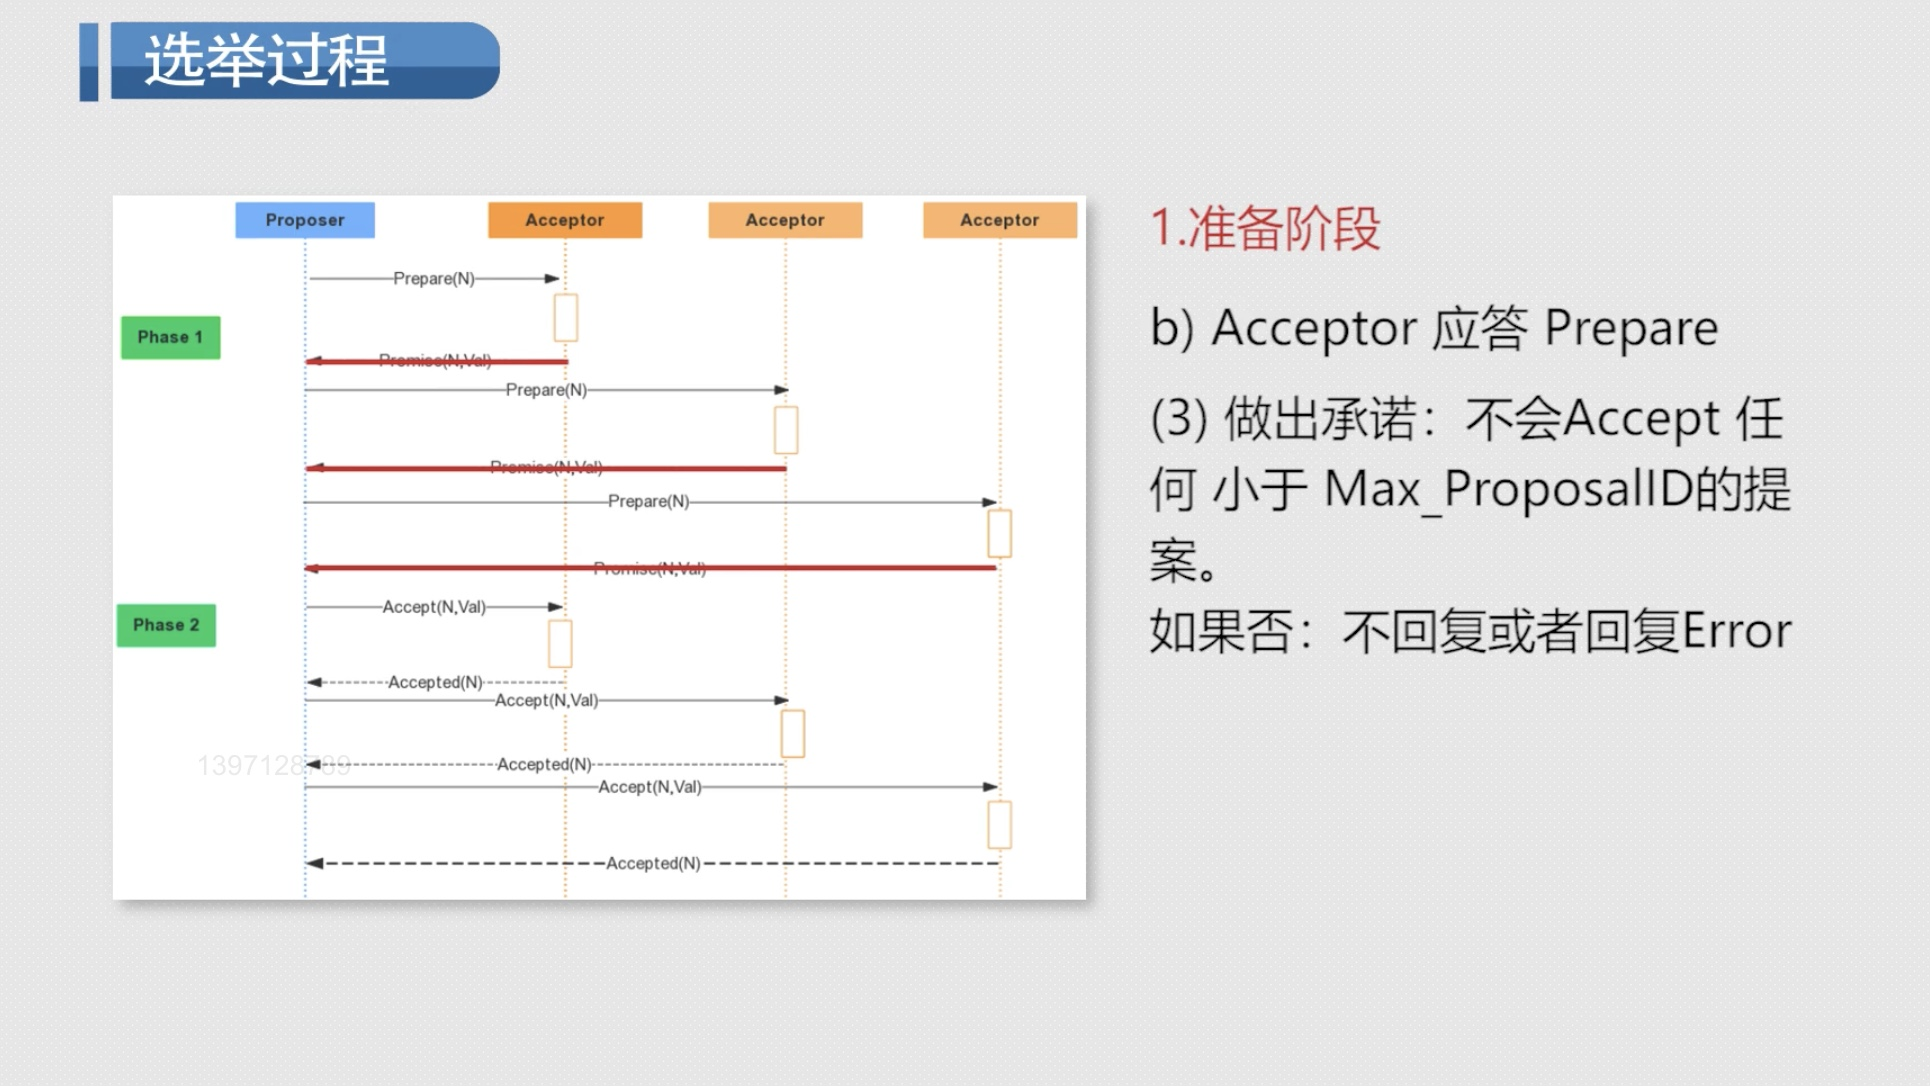 选举过程
Proposer
Acceptor
Acceptor
Acceptor
Prepare(N)
Phase 1
Promise(N,Val)
Prepare(N)
Promise(N,Val)
Prepare(N)
Promise(N,Val)
Accept(N,Val)
Phase 2
Accepted(N)
Accept(N,Val)
1397128789
Accepted(N)
Accept(N,Val)
Accepted(N)
1.准备阶段
b) Acceptor 应答 Prepare
(3) 做出承诺：不会Accept 任
何 小于 Max_ProposalID的提
案。
如果否：不回复或者回复Error